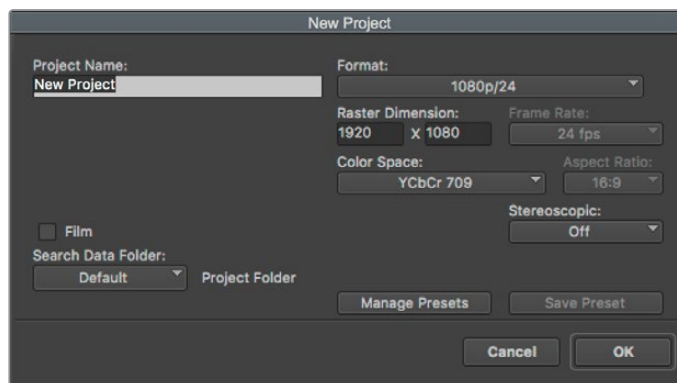 New Project
Project Name:
New Project
Format:
1080p/24
Raster Dimension:
Frame Rate:
1920 x 1080
24 fps
Color Space:
Aspect Ratio:
YCbCr 709
16:9
Stereoscopic:
Off
Film
Search Data Folder:
Default
Project Folder
Manage Presets
Save Preset
Cancel
OK